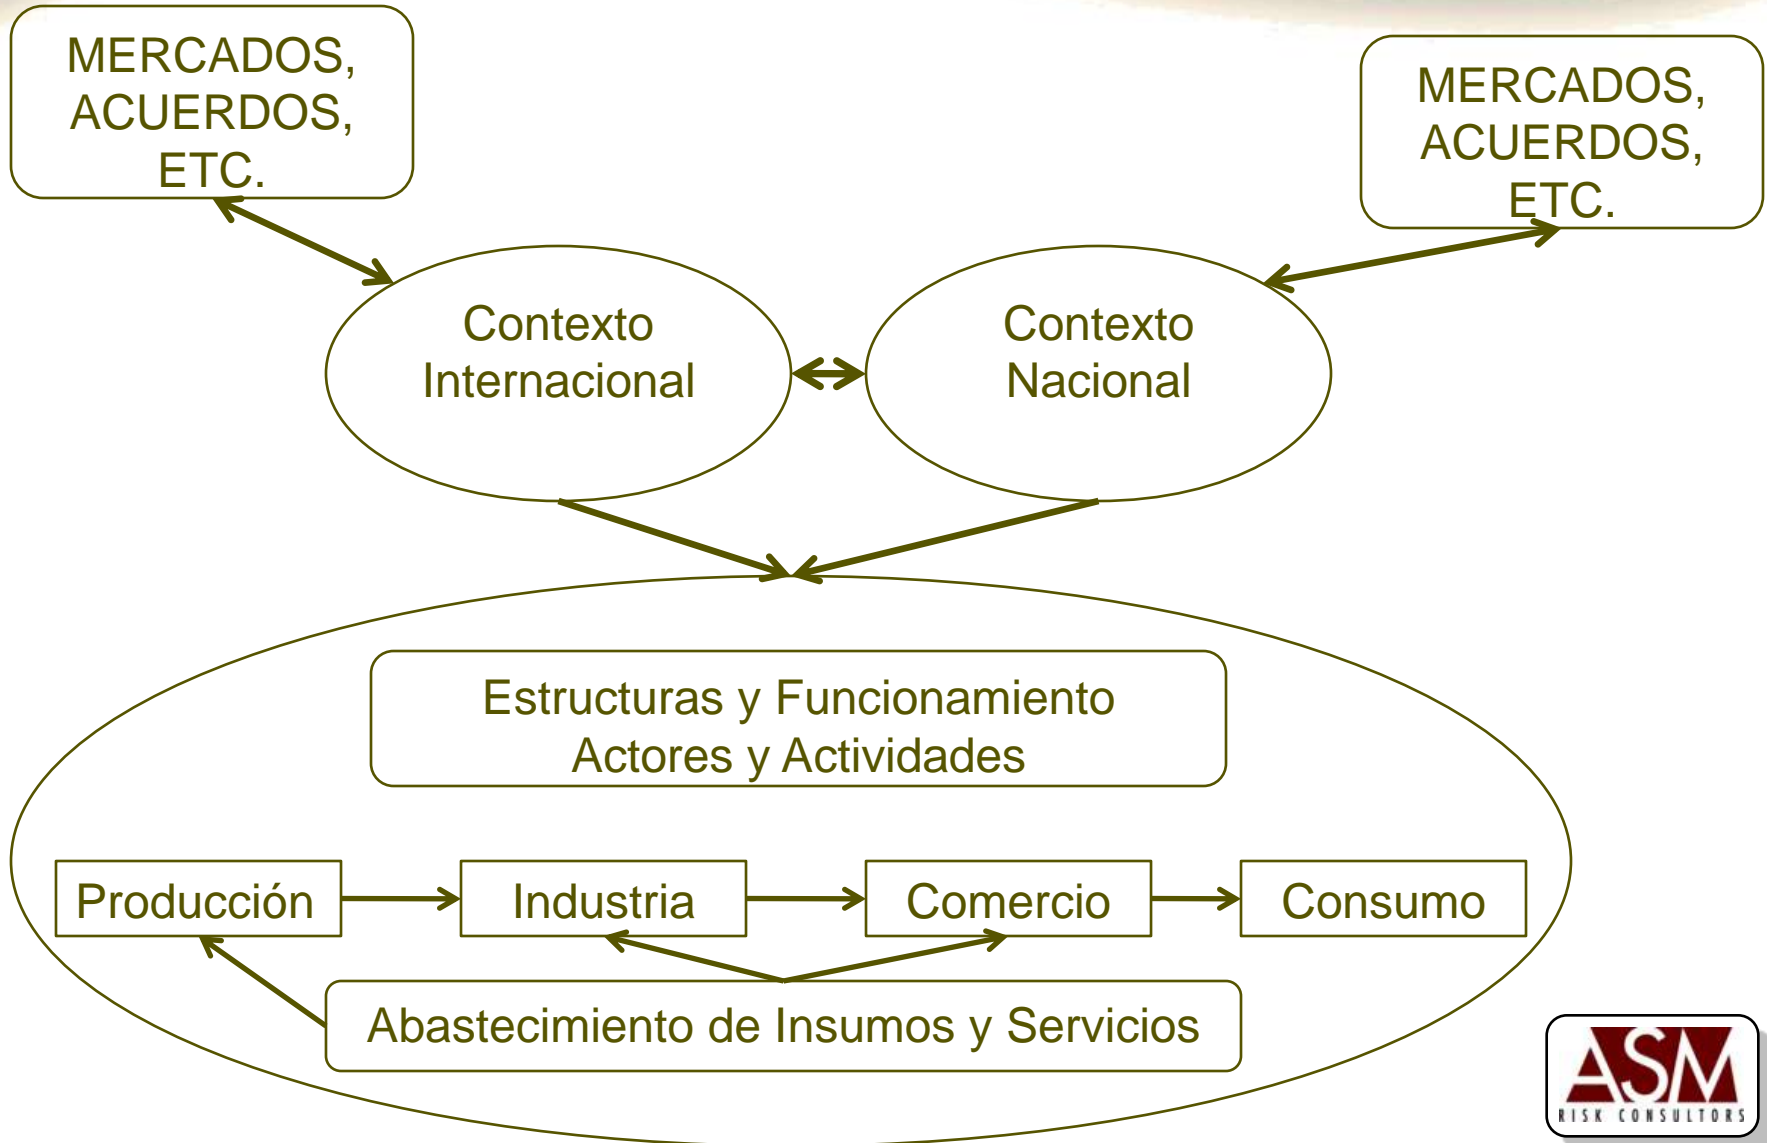 MERCADOS,
ACUERDOS,
ETC.
MERCADOS,
ACUERDOS,
ETC.
Contexto
Internacional
Contexto
Nacional
Estructuras y Funcionamiento
Actores y Actividades
Producción
Industria
Comercio
Consumo
Abastecimiento de Insumos y Servicios
ASM
RISK CONSULTORS